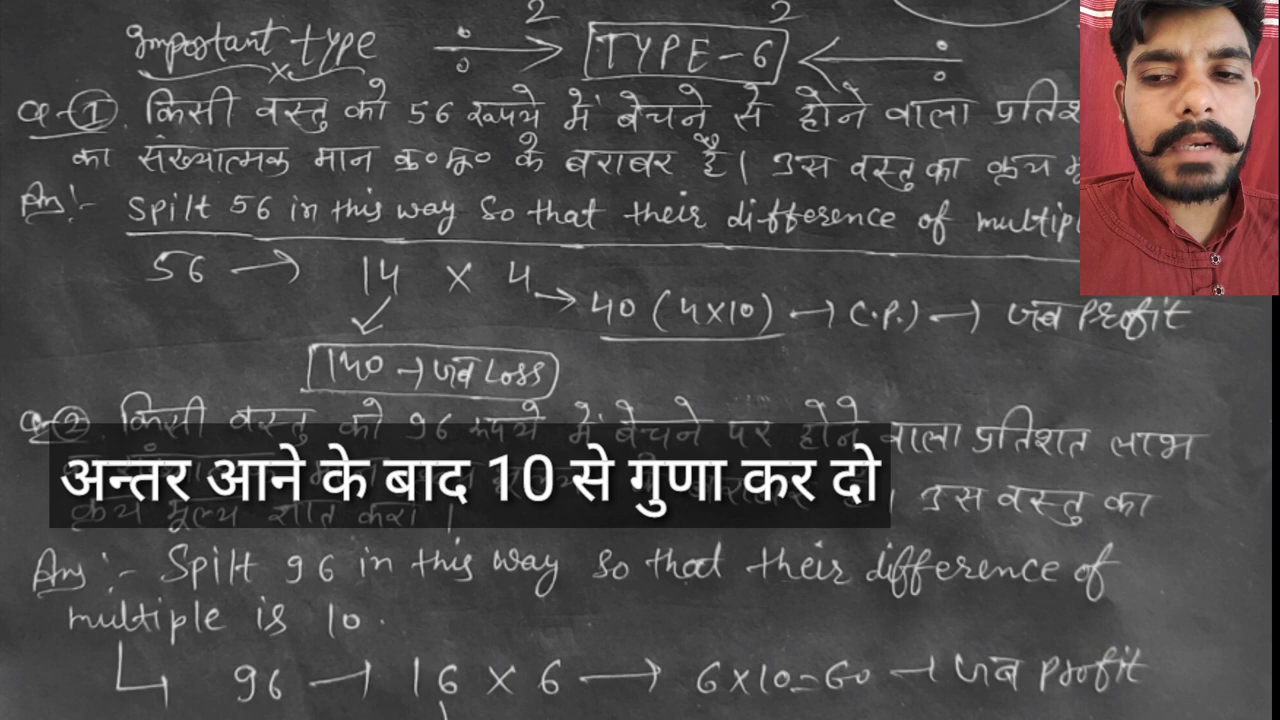 Important type 2 TYPE-6 2
Q-① किसी वस्तु को 56 रूपये में बेचने से होने वाला प्रतिश
का संख्यात्मक मान क्र०मू० के बराबर है। उस वस्तु का क्रय मू
Ans:- Spilt 56 in this way so that their difference of multipl
56 → 14 × 4 → 40 (4×10) → (C.P.) → जब Profit
140 → जब Loss
Q-② किसी वस्तु को 96 रूपये में बेचने पर होने वाला प्रतिशत लाभ
अन्तर आने के बाद 10 से गुणा कर दो
उस वस्तु का
क्रय मूल्य ज्ञात करो।
Ans:- Spilt 96 in this way so that their difference of
multiple is 10.
96 → 16 × 6 → 6×10=60 → जब profit